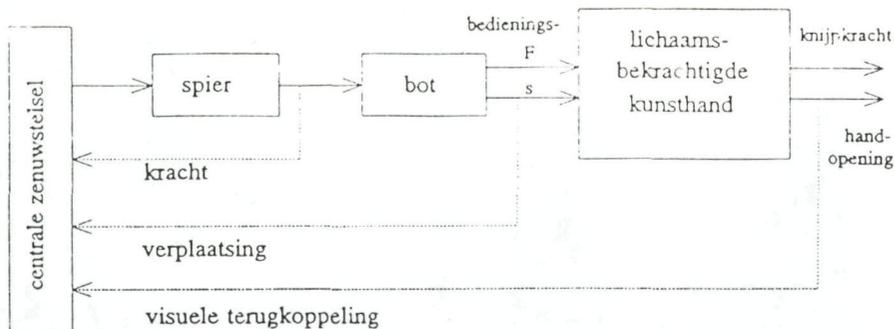 bedienings-
F
s
lichaams-
bekrachtigde
kunsthand
knijpkracht
spier
bot
hand-
opening
kracht
verplaatsing
visuele terugkoppeling
centrale zenuwstelsel